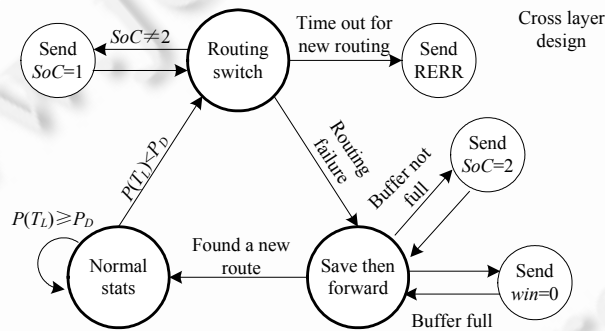 Cross layer
design
Send
SoC=1
SoC≠2
Routing
switch
Time out for
new routing
Send
RERR
P(T_L)<P_D
Routing
failure
Buffer not
full
Send
SoC=2
P(T_L)≥P_D
Normal
stats
Found a new
route
Save then
forward
Send
win=0
Buffer full